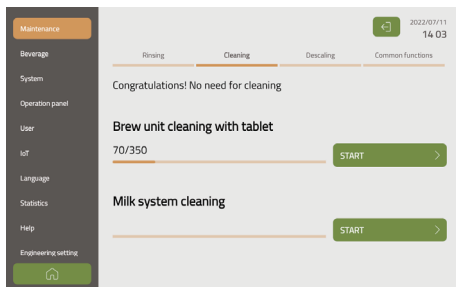 Maintenance
Beverage
System
Operation panel
User
IoT
Language
Statistics
Help
Engineering setting
2022/07/11
14 03
Rinsing Cleaning Descaling Common functions
Congratulations! No need for cleaning
Brew unit cleaning with tablet
70/350
START
Milk system cleaning
START